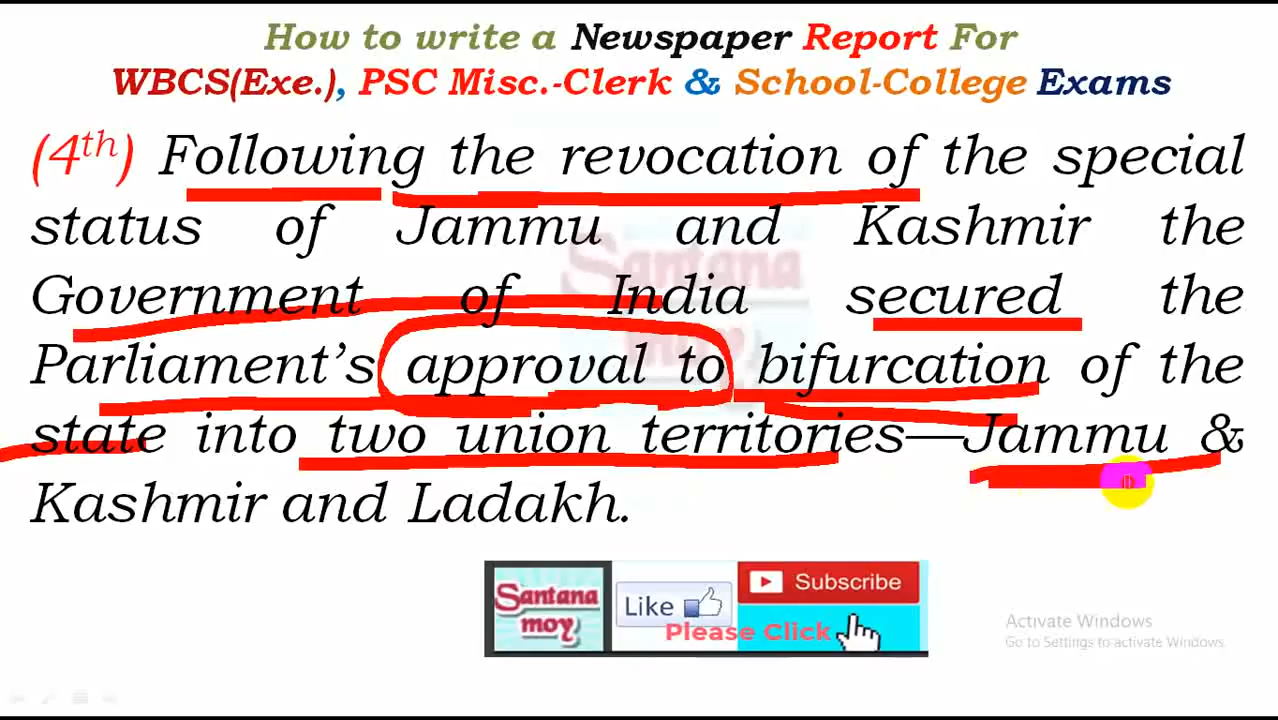 How to write a Newspaper Report For
WBCS(Exe.), PSC Misc.-Clerk & School-College Exams
(4th) Following the revocation of the special
status of Jammu and Kashmir the
Government of India secured the
Parliament's approval to bifurcation of the
state into two union territories—Jammu &
Kashmir and Ladakh.
Santana
moy
Santana
moy
Like
Subscribe
Please Click
Activate Windows
Go to Settings to activate Windows.